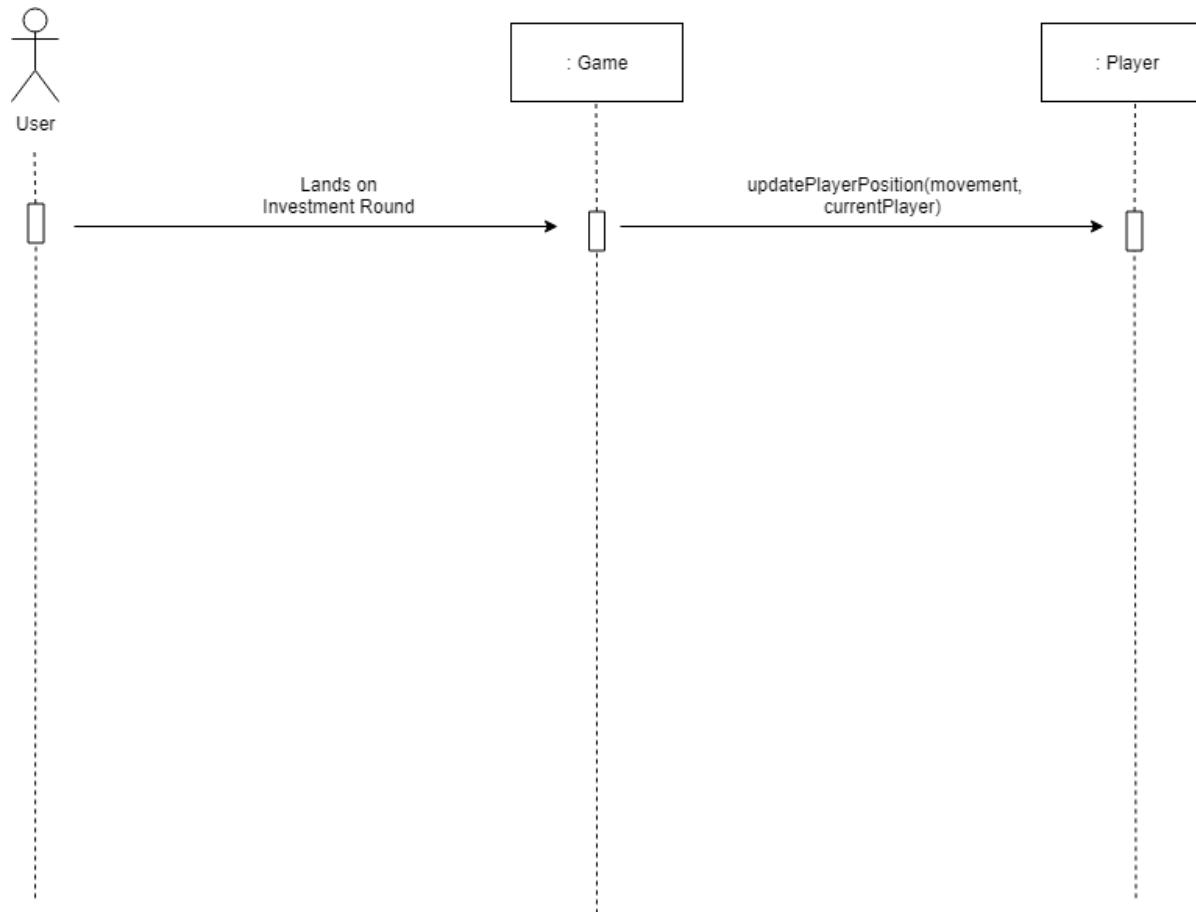 : Game
: Player
User
Lands on
Investment Round
updatePlayerPosition(movement,
currentPlayer)